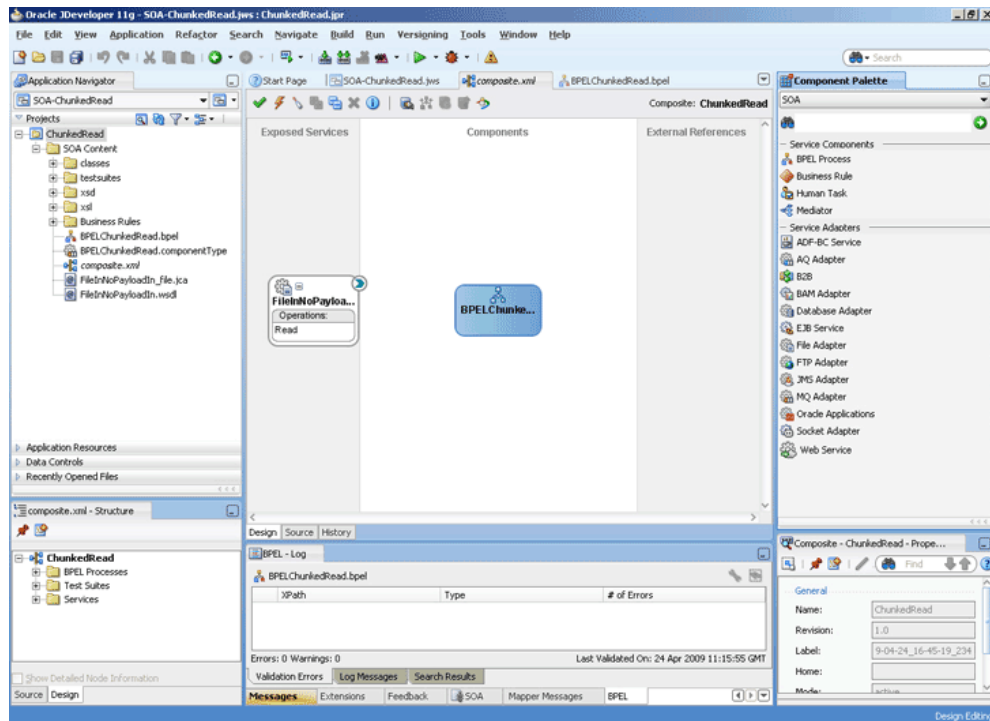 Oracle JDeveloper 11g - SOA-ChunkedRead.jws : ChunkedRead.jpr
File Edit View Application Refactor Search Navigate Build Run Versigning Tools Window Help
Search
Application Navigator
SOA-ChunkedRead
Projects
ChunkedRead
SOA Content
classes
testsuites
xsd
xsl
Business Rules
BPELChunkedRead.bpel
BPELChunkedRead.componentType
composite.xml
FileInNoPayloadIn_file.jca
FileInNoPayloadIn.wsdl
Application Resources
Data Controls
Recently Opened Files
composite.xml - Structure
ChunkedRead
BPEL Processes
Test Suites
Services
Show Detailed Node Information
Source Design
Start Page SOA-ChunkedRead.jws composite.xml BPELChunkedRead.bpel
Composite: ChunkedRead
Exposed Services Components External References
FileInNoPayloa...
Operations:
Read
BPELChunke...
Design Source History
BPEL - Log
BPELChunkedRead.bpel
XPath Type # of Errors
Errors: 0 Warnings: 0 Last Validated On: 24 Apr 2009 11:15:55 GMT
Validation Errors Log Messages Search Results
Messages Extensions Feedback SOA Mapper Messages BPEL
Component Palette
SOA
Service Components
BPEL Process
Business Rule
Human Task
Mediator
Service Adapters
ADF-BC Service
AQ Adapter
B2B
BAM Adapter
Database Adapter
EJB Service
File Adapter
FTP Adapter
JMS Adapter
MQ Adapter
Oracle Applications
Socket Adapter
Web Service
Composite - ChunkedRead - Prope...
Find
General
Name: ChunkedRead
Revision: 1.0
Label: 9-04-24_16-45-19_234
Home:
Mode: active
Design Editing